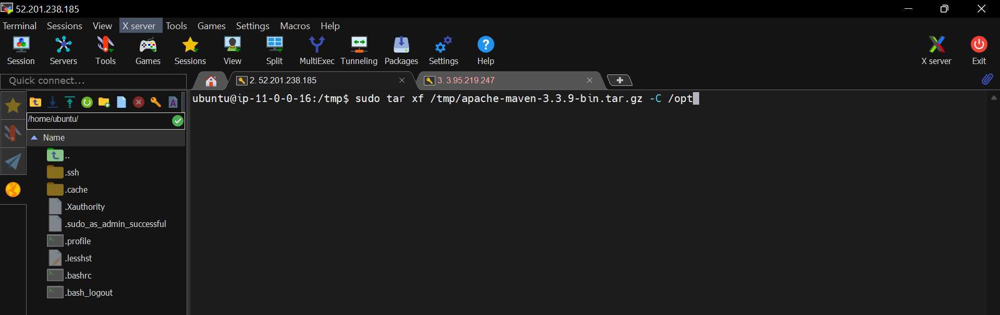 52.201.238.185
Terminal Sessions View X server Tools Games Settings Macros Help
Session Servers Tools Games Sessions View Split MultiExec Tunneling Packages Settings Help X server Exit
Quick connect...
2. 52.201.238.185
3. 3.95.219.247
ubuntu@ip-11-0-0-16:/tmp$ sudo tar xf /tmp/apache-maven-3.3.9-bin.tar.gz -C /opt
/home/ubuntu/
Name
..
.ssh
.cache
.Xauthority
.sudo_as_admin_successful
.profile
.lesshst
.bashrc
.bash_logout